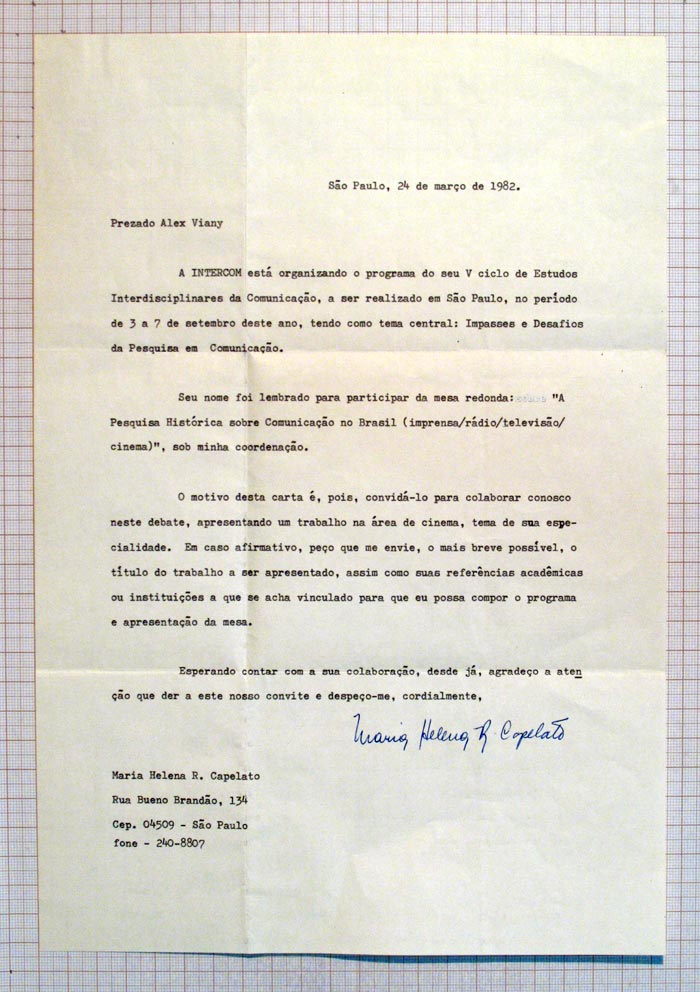 São Paulo, 24 de março de 1982.
Prezado Alex Viany
A INTERCOM está organizando o programa do seu V ciclo de Estudos
Interdisciplinares da Comunicação, a ser realizado em São Paulo, no período
de 3 a 7 de setembro deste ano, tendo como tema central: Impasses e Desafios
da Pesquisa em Comunicação.
Seu nome foi lembrado para participar da mesa redonda: "A
Pesquisa Histórica sobre Comunicação no Brasil (imprensa/rádio/televisão/
cinema)", sob minha coordenação.
O motivo desta carta é, pois, convidá-lo para colaborar conosco
neste debate, apresentando um trabalho na área de cinema, tema de sua espe-
cialidade. Em caso afirmativo, peço que me envie, o mais breve possível, o
título do trabalho a ser apresentado, assim como suas referências acadêmicas
ou instituições a que se acha vinculado para que eu possa compor o programa
e apresentação da mesa.
Esperando contar com a sua colaboração, desde já, agradeço a aten
ção que der a este nosso convite e despeço-me, cordialmente,
Maria Helena R. Capelato
Maria Helena R. Capelato
Rua Bueno Brandão, 134
Cep. 04509 - São Paulo
fone - 240-8807